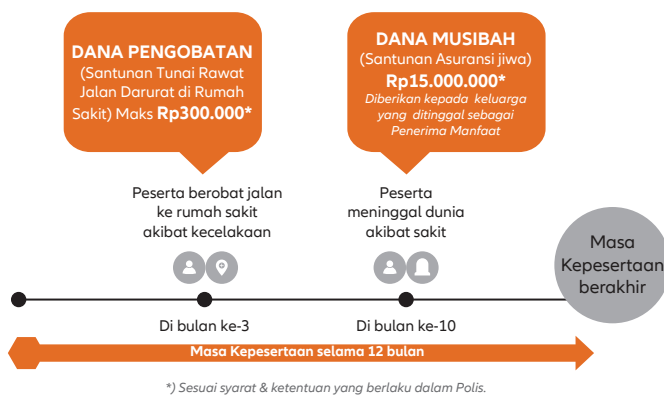 DANA PENGOBATAN
(Santunan Tunai Rawat
Jalan Darurat di Rumah
Sakit) Maks Rp300.000*
DANA MUSIBAH
(Santunan Asuransi jiwa)
Rp15.000.000*
Diberikan kepada keluarga
yang ditinggal sebagai
Penerima Manfaat
Peserta berobat jalan
ke rumah sakit
akibat kecelakaan
Peserta
meninggal dunia
akibat sakit
Masa
Kepesertaan
berakhir
Di bulan ke-3
Di bulan ke-10
Masa Kepesertaan selama 12 bulan
*) Sesuai syarat & ketentuan yang berlaku dalam Polis.